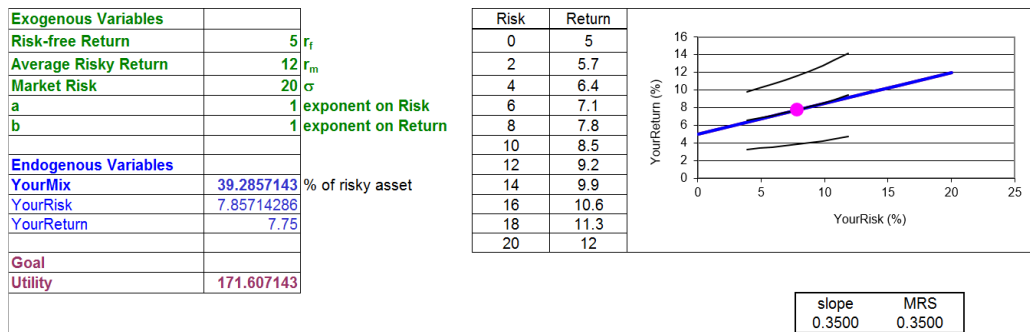 Exogenous Variables
Risk-free Return 5 rf
Average Risky Return 12 rm
Market Risk 20 σ
a 1 exponent on Risk
b 1 exponent on Return
Endogenous Variables
YourMix 39.2857143 % of risky asset
YourRisk 7.85714286
YourReturn 7.75
Goal
Utility 171.607143
Risk Return
0 5
2 5.7
4 6.4
6 7.1
8 7.8
10 8.5
12 9.2
14 9.9
16 10.6
18 11.3
20 12
YourReturn (%)
16
14
12
10
8
6
4
2
0
0 5 10 15 20 25
YourRisk (%)
slope MRS
0.3500 0.3500